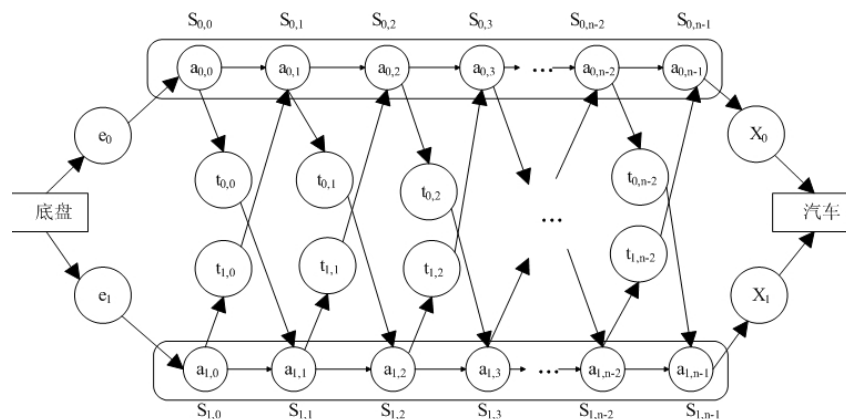 S0,0 S0,1 S0,2 S0,3 S0,n-2 S0,n-1
a0,0 a0,1 a0,2 a0,3 ... a0,n-2 a0,n-1
e0 X0
t0,0 t0,1 t0,2 t0,n-2
底盘 ... 汽车
t1,0 t1,1 t1,2 t1,n-2
e1 X1
a1,0 a1,1 a1,2 a1,3 ... a1,n-2 a1,n-1
S1,0 S1,1 S1,2 S1,3 S1,n-2 S1,n-1